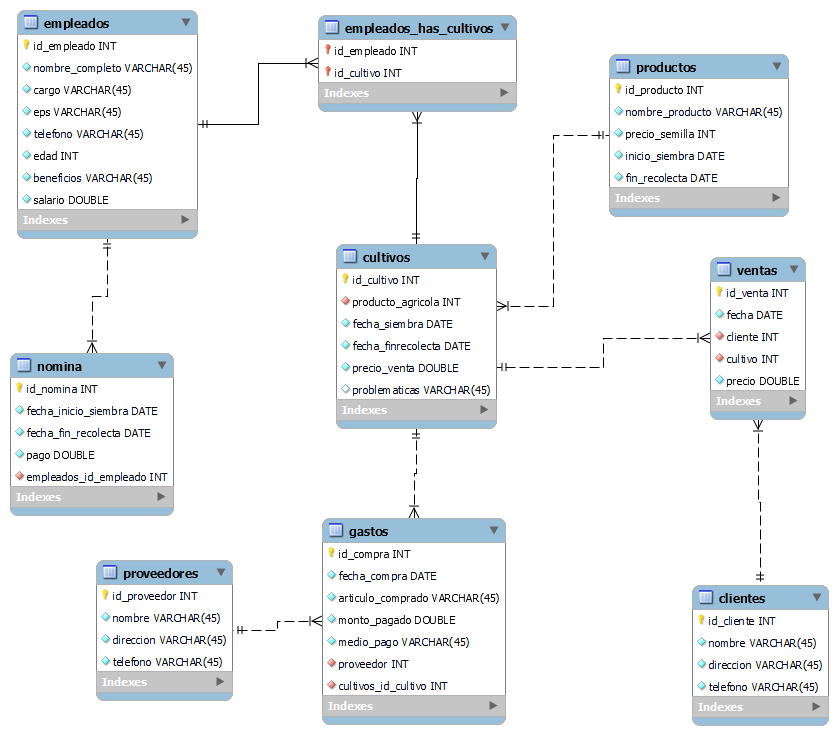 empleados
id_empleado INT
nombre_completo VARCHAR(45)
cargo VARCHAR(45)
eps VARCHAR(45)
telefono VARCHAR(45)
edad INT
beneficios VARCHAR(45)
salario DOUBLE
Indexes
empleados_has_cultivos
id_empleado INT
id_cultivo INT
Indexes
productos
id_producto INT
nombre_producto VARCHAR(45)
precio_semilla INT
inicio_siembra DATE
fin_recolecta DATE
Indexes
cultivos
id_cultivo INT
producto_agricola INT
fecha_siembra DATE
fecha_finrecolecta DATE
precio_venta DOUBLE
problematicas VARCHAR(45)
Indexes
ventas
id_venta INT
fecha DATE
cliente INT
cultivo INT
precio DOUBLE
Indexes
nomina
id_nomina INT
fecha_inicio_siembra DATE
fecha_fin_recolecta DATE
pago DOUBLE
empleados_id_empleado INT
Indexes
gastos
id_compra INT
fecha_compra DATE
articulo_comprado VARCHAR(45)
monto_pagado DOUBLE
medio_pago VARCHAR(45)
proveedor INT
cultivos_id_cultivo INT
Indexes
proveedores
id_proveedor INT
nombre VARCHAR(45)
direccion VARCHAR(45)
telefono VARCHAR(45)
Indexes
clientes
id_cliente INT
nombre VARCHAR(45)
direccion VARCHAR(45)
telefono VARCHAR(45)
Indexes